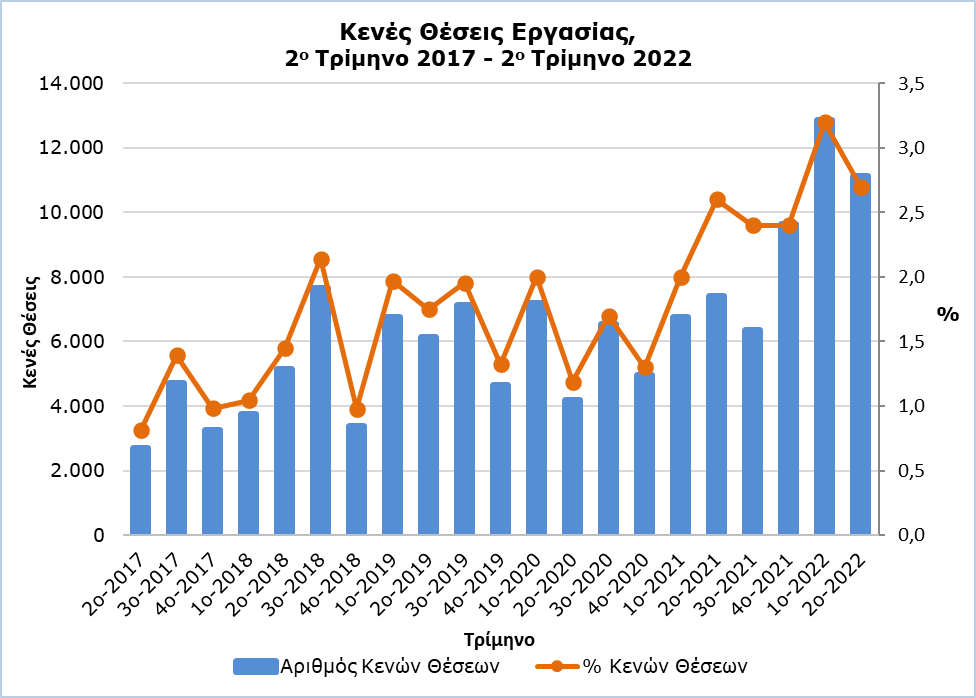 Κενές Θέσεις Εργασίας,
2ο Τρίμηνο 2017 - 2ο Τρίμηνο 2022
14.000
12.000
10.000
8.000
6.000
4.000
2.000
0
Κενές Θέσεις
3,5
3,0
2,5
2,0
1,5
1,0
0,5
0,0
%
2ο-2017
3ο-2017
4ο-2017
1ο-2018
2ο-2018
3ο-2018
4ο-2018
1ο-2019
2ο-2019
3ο-2019
4ο-2019
1ο-2020
2ο-2020
3ο-2020
4ο-2020
1ο-2021
2ο-2021
3ο-2021
4ο-2021
1ο-2022
2ο-2022
Τρίμηνο
Αριθμός Κενών Θέσεων
% Κενών Θέσεων